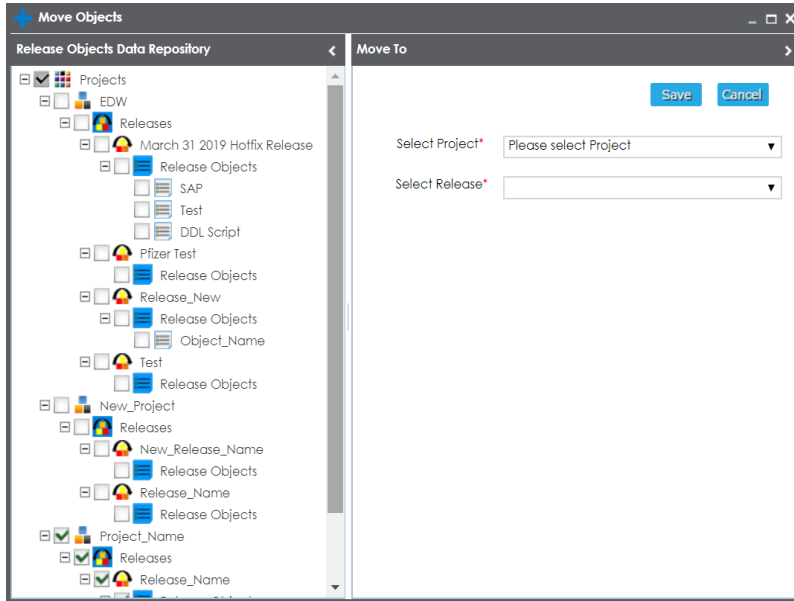 Move Objects
Release Objects Data Repository
Move To
Projects
EDW
Releases
March 31 2019 Hotfix Release
Release Objects
SAP
Test
DDL Script
Pfizer Test
Release Objects
Release_New
Release Objects
Object_Name
Test
Release Objects
New_Project
Releases
New_Release_Name
Release Objects
Release_Name
Release Objects
Project_Name
Releases
Release_Name
Save Cancel
Select Project* Please select Project
Select Release*